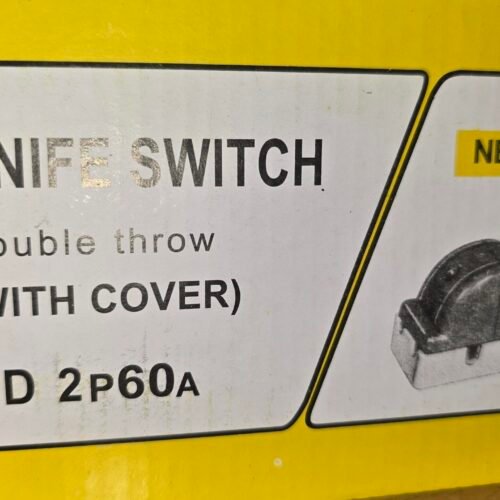 NIFE SWITCH
ouble throw
WITH COVER)
D 2P60A
NE